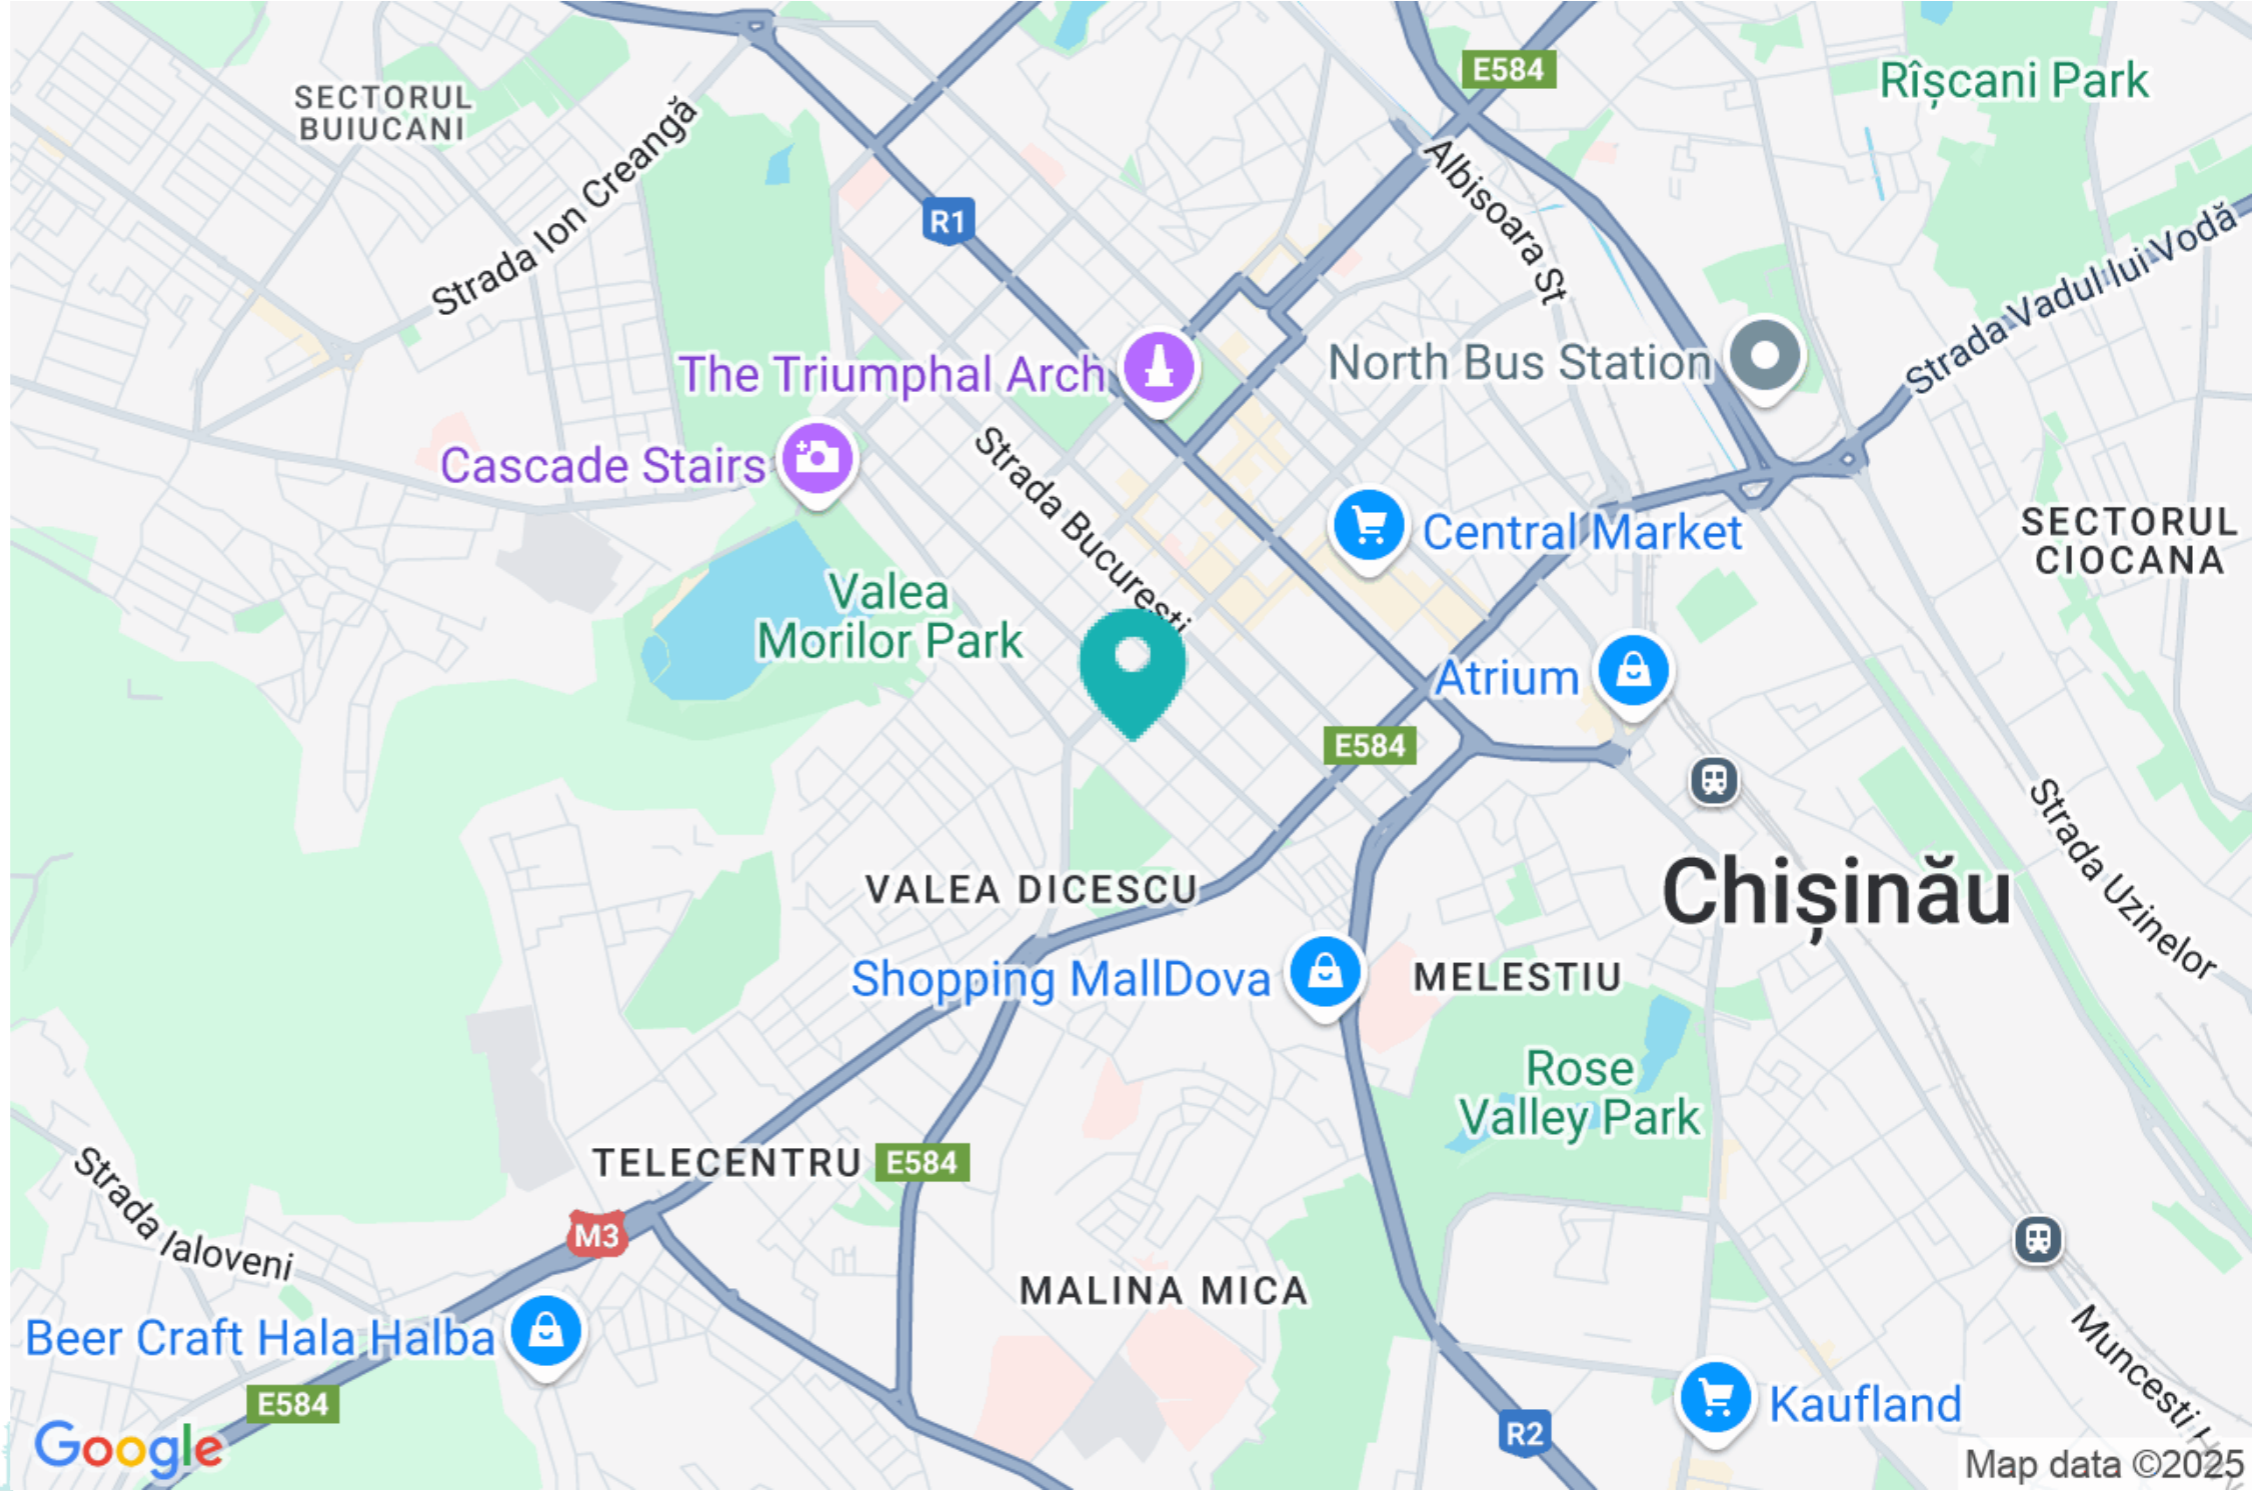 E584
Rîșcani Park
SECTORUL
BUIUCANI
Strada Ion Creangă
Albisoara St
R1
Strada Vadul lui Vodă
The Triumphal Arch
North Bus Station
Cascade Stairs
Strada București
Central Market
SECTORUL
CIOCANA
Valea
Morilor Park
Atrium
E584
Chișinău
Strada Uzinelor
VALEA DICESCU
Shopping MallDova
MELESTIU
Rose
Valley Park
TELECENTRU
E584
Strada Ialoveni
M3
MALINA MICA
Beer Craft Hala Halba
E584
Kaufland
Muncesti
R2
Google
Map data ©2025